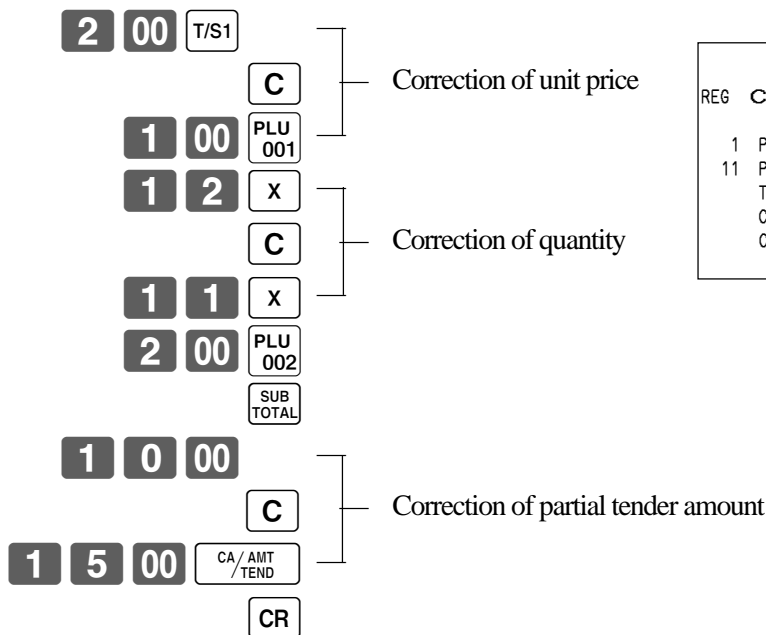 2 00 T/S1
C Correction of unit price
1 00 PLU 001
1 2 X
C Correction of quantity
1 1 X
2 00 PLU 002
SUB TOTAL
1 0 00
C Correction of partial tender amount
1 5 00 CA/AMT/TEND
CR
REG C
1 P
11 P
T
C
C